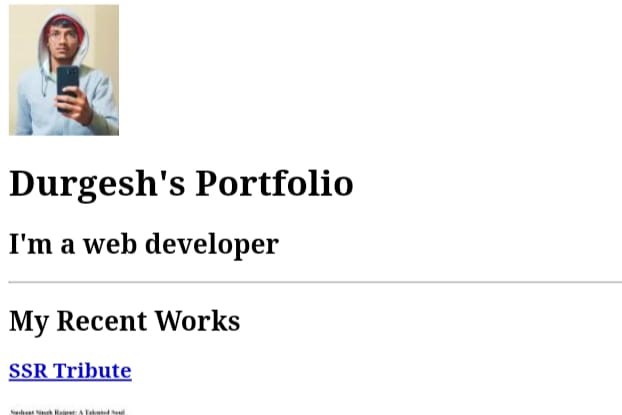 Durgesh's Portfolio
I'm a web developer
My Recent Works
SSR Tribute
Sushant Singh Rajput: A Talented Soul